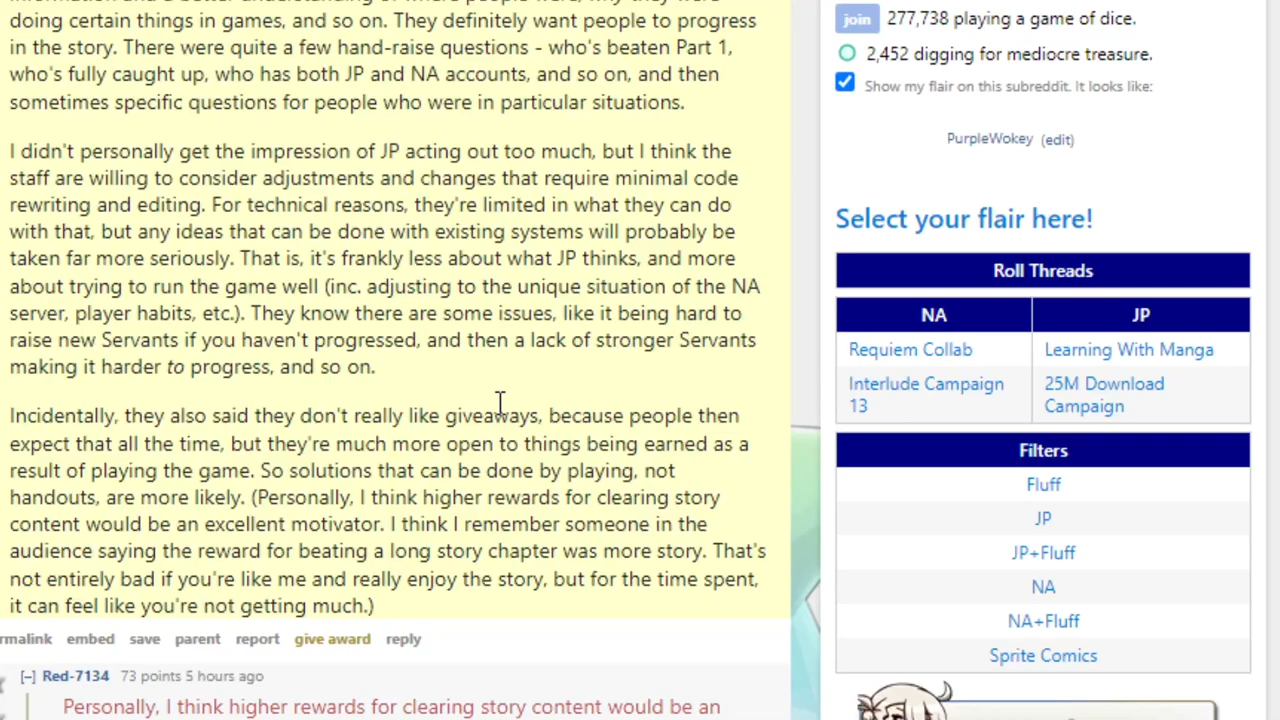 doing certain things in games, and so on. They definitely want people to progress
in the story. There were quite a few hand-raise questions - who's beaten Part 1,
who's fully caught up, who has both JP and NA accounts, and so on, and then
sometimes specific questions for people who were in particular situations.
I didn't personally get the impression of JP acting out too much, but I think the
staff are willing to consider adjustments and changes that require minimal code
rewriting and editing. For technical reasons, they're limited in what they can do
with that, but any ideas that can be done with existing systems will probably be
taken far more seriously. That is, it's frankly less about what JP thinks, and more
about trying to run the game well (inc. adjusting to the unique situation of the NA
server, player habits, etc.). They know there are some issues, like it being hard to
raise new Servants if you haven't progressed, and then a lack of stronger Servants
making it harder to progress, and so on.
Incidentally, they also said they don't really like giveaways, because people then
expect that all the time, but they're much more open to things being earned as a
result of playing the game. So solutions that can be done by playing, not
handouts, are more likely. (Personally, I think higher rewards for clearing story
content would be an excellent motivator. I think I remember someone in the
audience saying the reward for beating a long story chapter was more story. That's
not entirely bad if you're like me and really enjoy the story, but for the time spent,
it can feel like you're not getting much.)
malink embed save parent report give award reply
[–] Red-7134 73 points 5 hours ago
Personally, I think higher rewards for clearing story content would be an
join 277,738 playing a game of dice.
2,452 digging for mediocre treasure.
Show my flair on this subreddit. It looks like:
PurpleWokey (edit)
Select your flair here!
Roll Threads
NA JP
Requiem Collab Learning With Manga
Interlude Campaign 25M Download
13 Campaign
Filters
Fluff
JP
JP+Fluff
NA
NA+Fluff
Sprite Comics